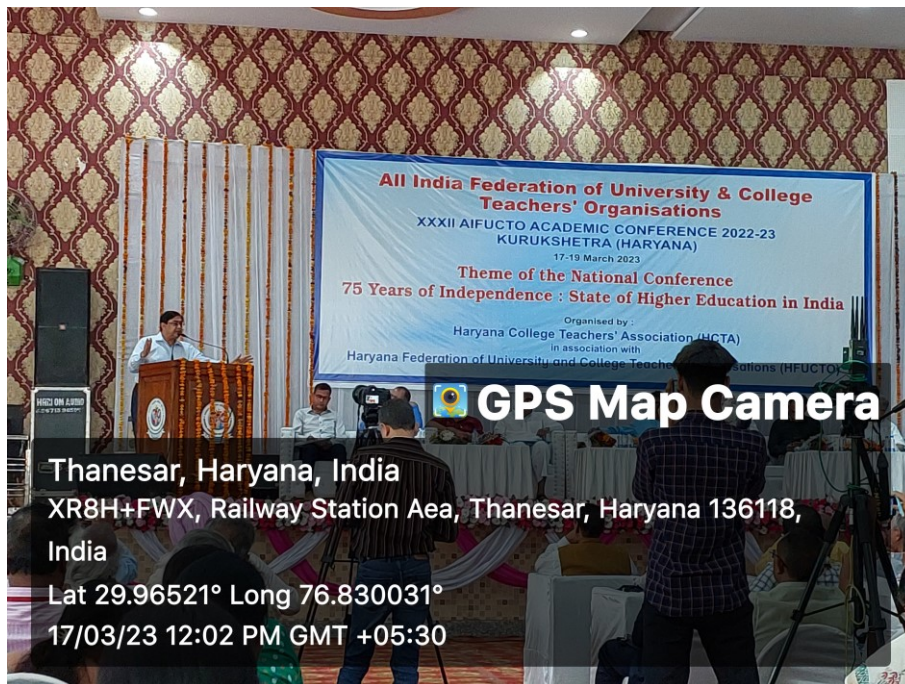 All India Federation of University & College
Teachers' Organisations
XXXII AIFUCTO ACADEMIC CONFERENCE 2022-23
KURUKSHETRA (HARYANA)
17-19 March 2023
Theme of the National Conference
75 Years of Independence : State of Higher Education in India
Organised by :
Haryana College Teachers' Association (HCTA)
in association with
Haryana Federation of University and College Teachers' Organisations (HFUCTO)
GPS Map Camera
Thanesar, Haryana, India
XR8H+FWX, Railway Station Aea, Thanesar, Haryana 136118,
India
Lat 29.96521° Long 76.830031°
17/03/23 12:02 PM GMT +05:30